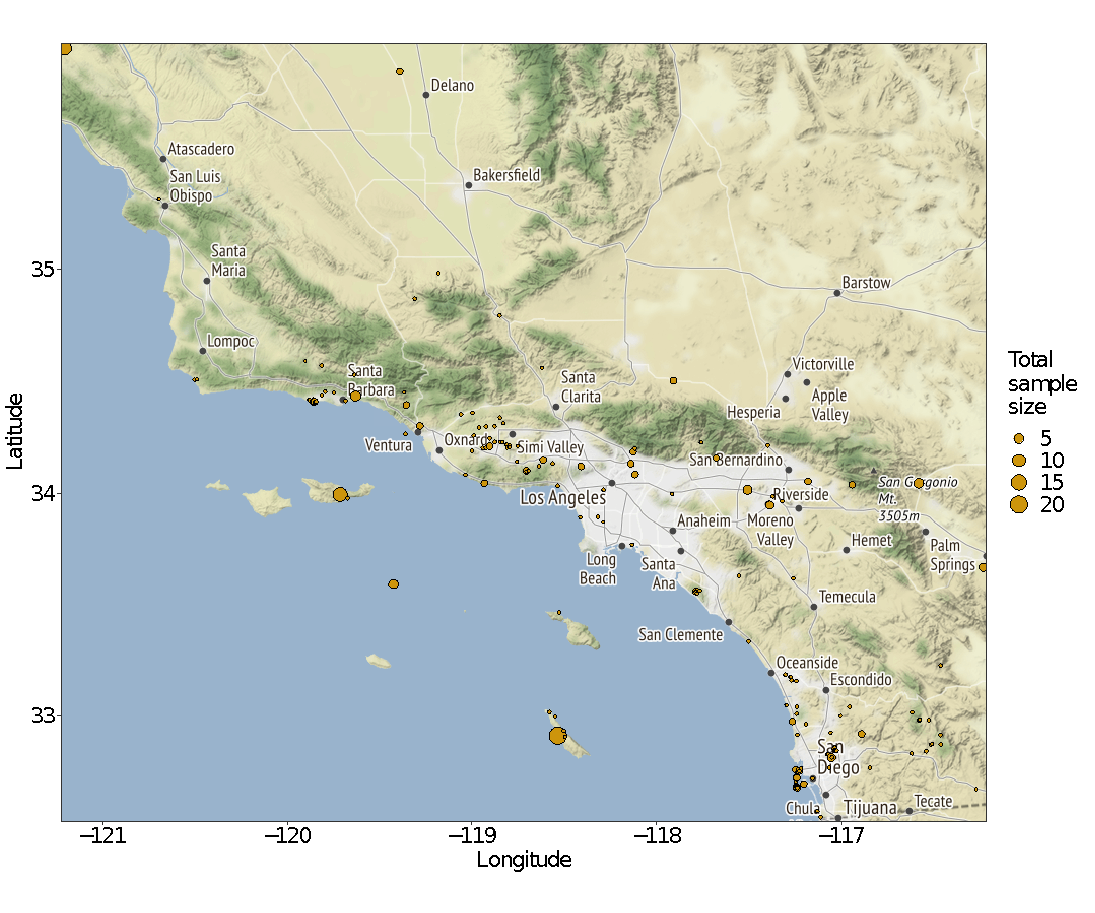 Delano
Atascadero
San Luis
Obispo
Bakersfield
Santa
Maria
35
Barstow
Lompoc
Santa
Barbara
Victorville
Santa
Clarita
Apple
Valley
Hesperia
Ventura
Oxnard
Simi Valley
San Bernardino
Los Angeles
Riverside
San Gorgonio
Mt.
3505m
34
Anaheim
Moreno
Valley
Hemet
Palm
Springs
Long
Beach
Santa
Ana
Temecula
San Clemente
Oceanside
Escondido
33
San
Diego
Chula
Tijuana
Tecate
−121
−120
−119
−118
−117
Longitude
Latitude
Total
sample
size
5
10
15
20